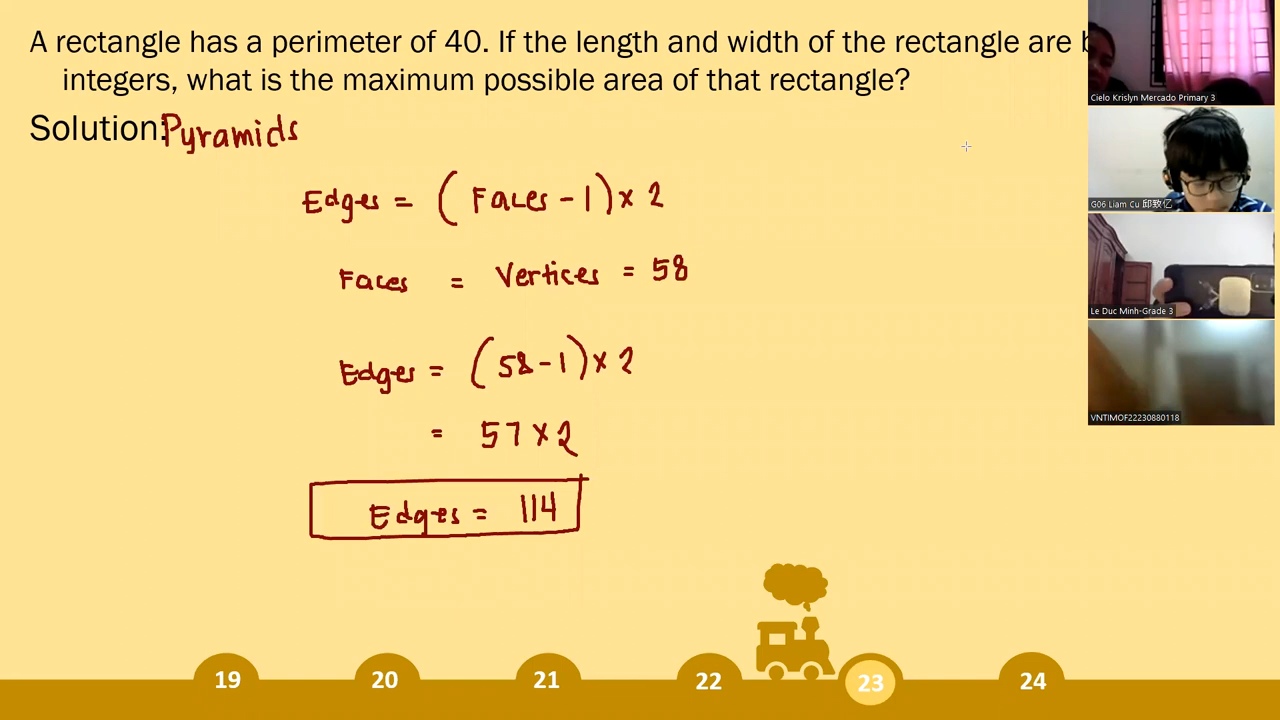 A rectangle has a perimeter of 40. If the length and width of the rectangle are b
integers, what is the maximum possible area of that rectangle?
Solution: Pyramids
Edges = (Faces - 1) x 2
Faces = Vertices = 58
Edges = (58 - 1) x 2
= 57 x 2
Edges = 114
19 20 21 22 23 24
Cielo Krislyn Mercado Primary 3
G06 Liam Cu 邱致亿
Le Duc Minh-Grade 3
VNTIMOF22230880118